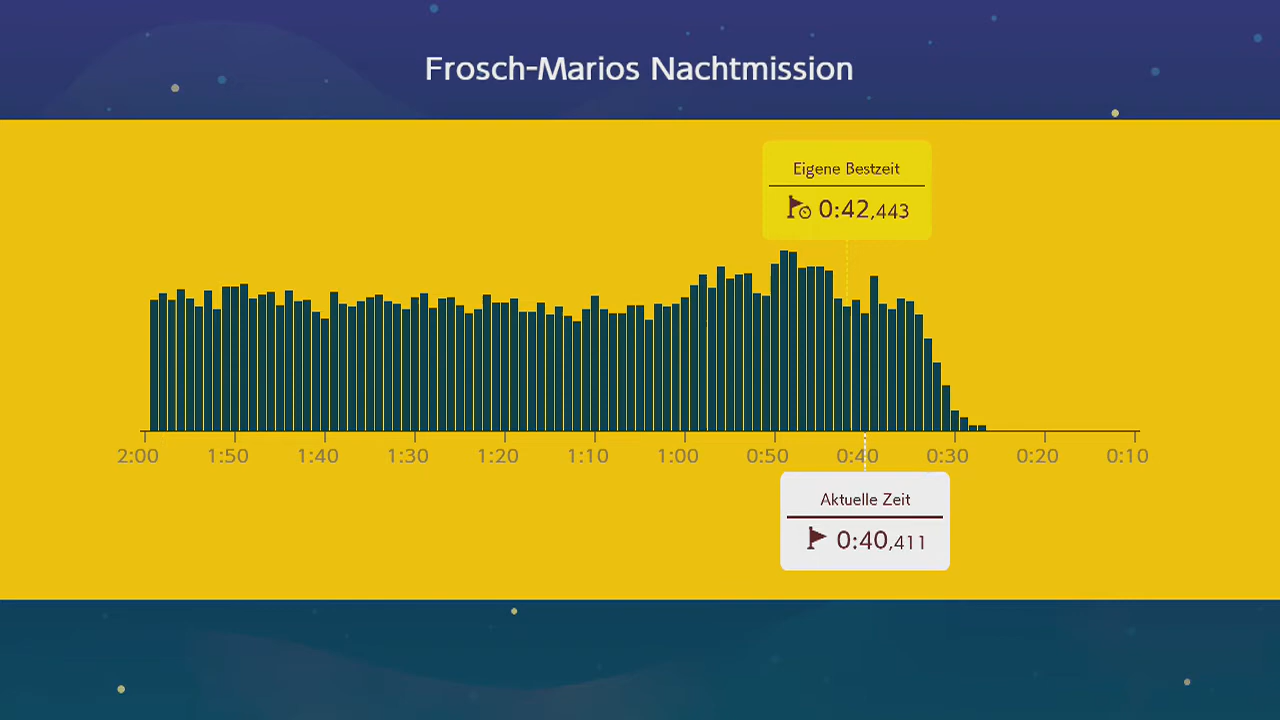 Frosch-Marios Nachtmission
Eigene Bestzeit
0:42,443
2:00 1:50 1:40 1:30 1:20 1:10 1:00 0:50 0:40 0:30 0:20 0:10
Aktuelle Zeit
0:40,411